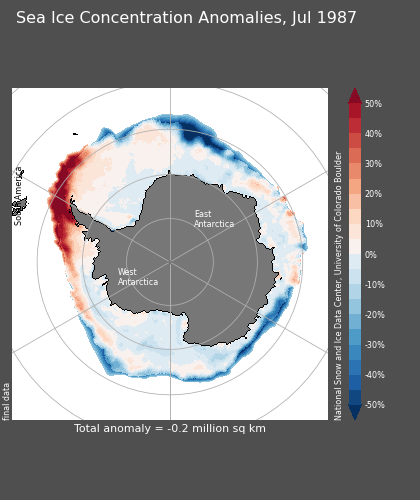 Sea Ice Concentration Anomalies, Jul 1987
South America
East
Antarctica
West
Antarctica
final data
National Snow and Ice Data Center, University of Colorado Boulder
50%
40%
30%
20%
10%
0%
-10%
-20%
-30%
-40%
-50%
Total anomaly = -0.2 million sq km